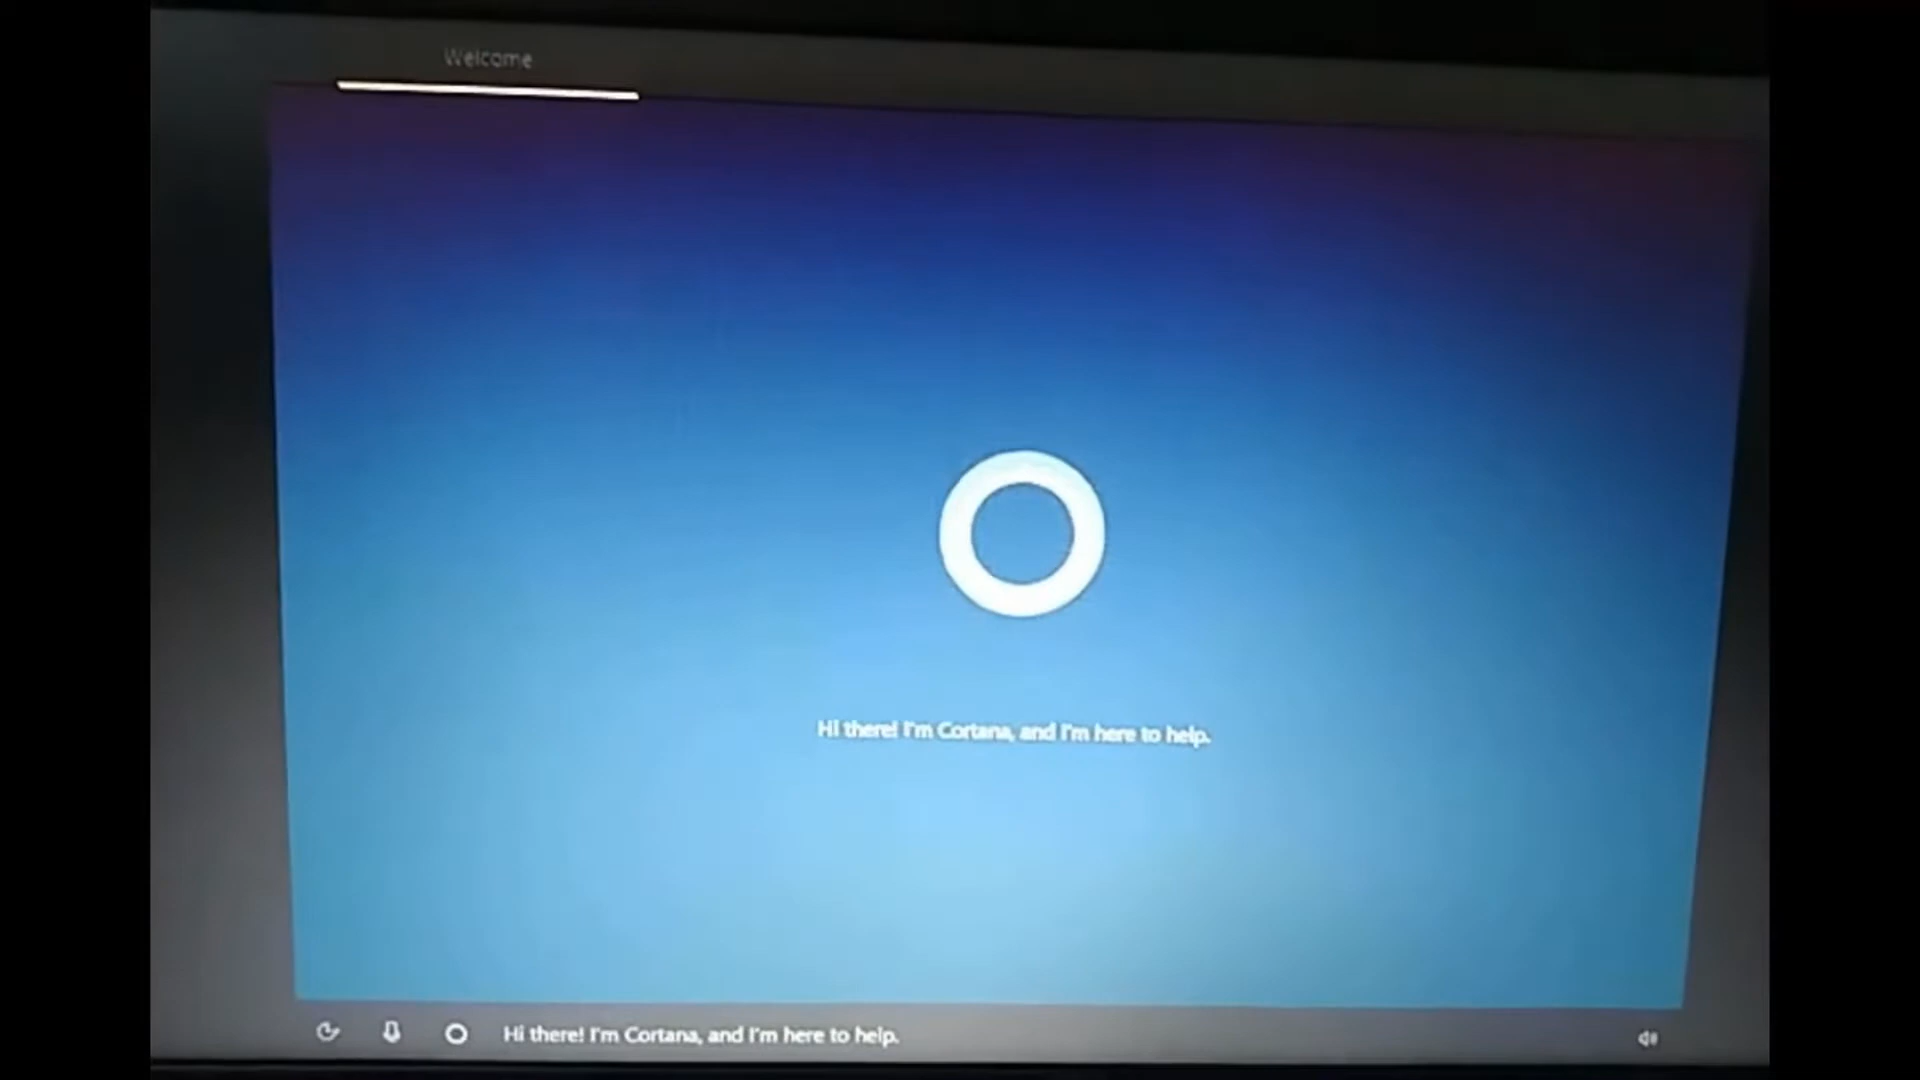 Welcome
Hi there! I'm Cortana, and I'm here to help.
Hi there! I'm Cortana, and I'm here to help.